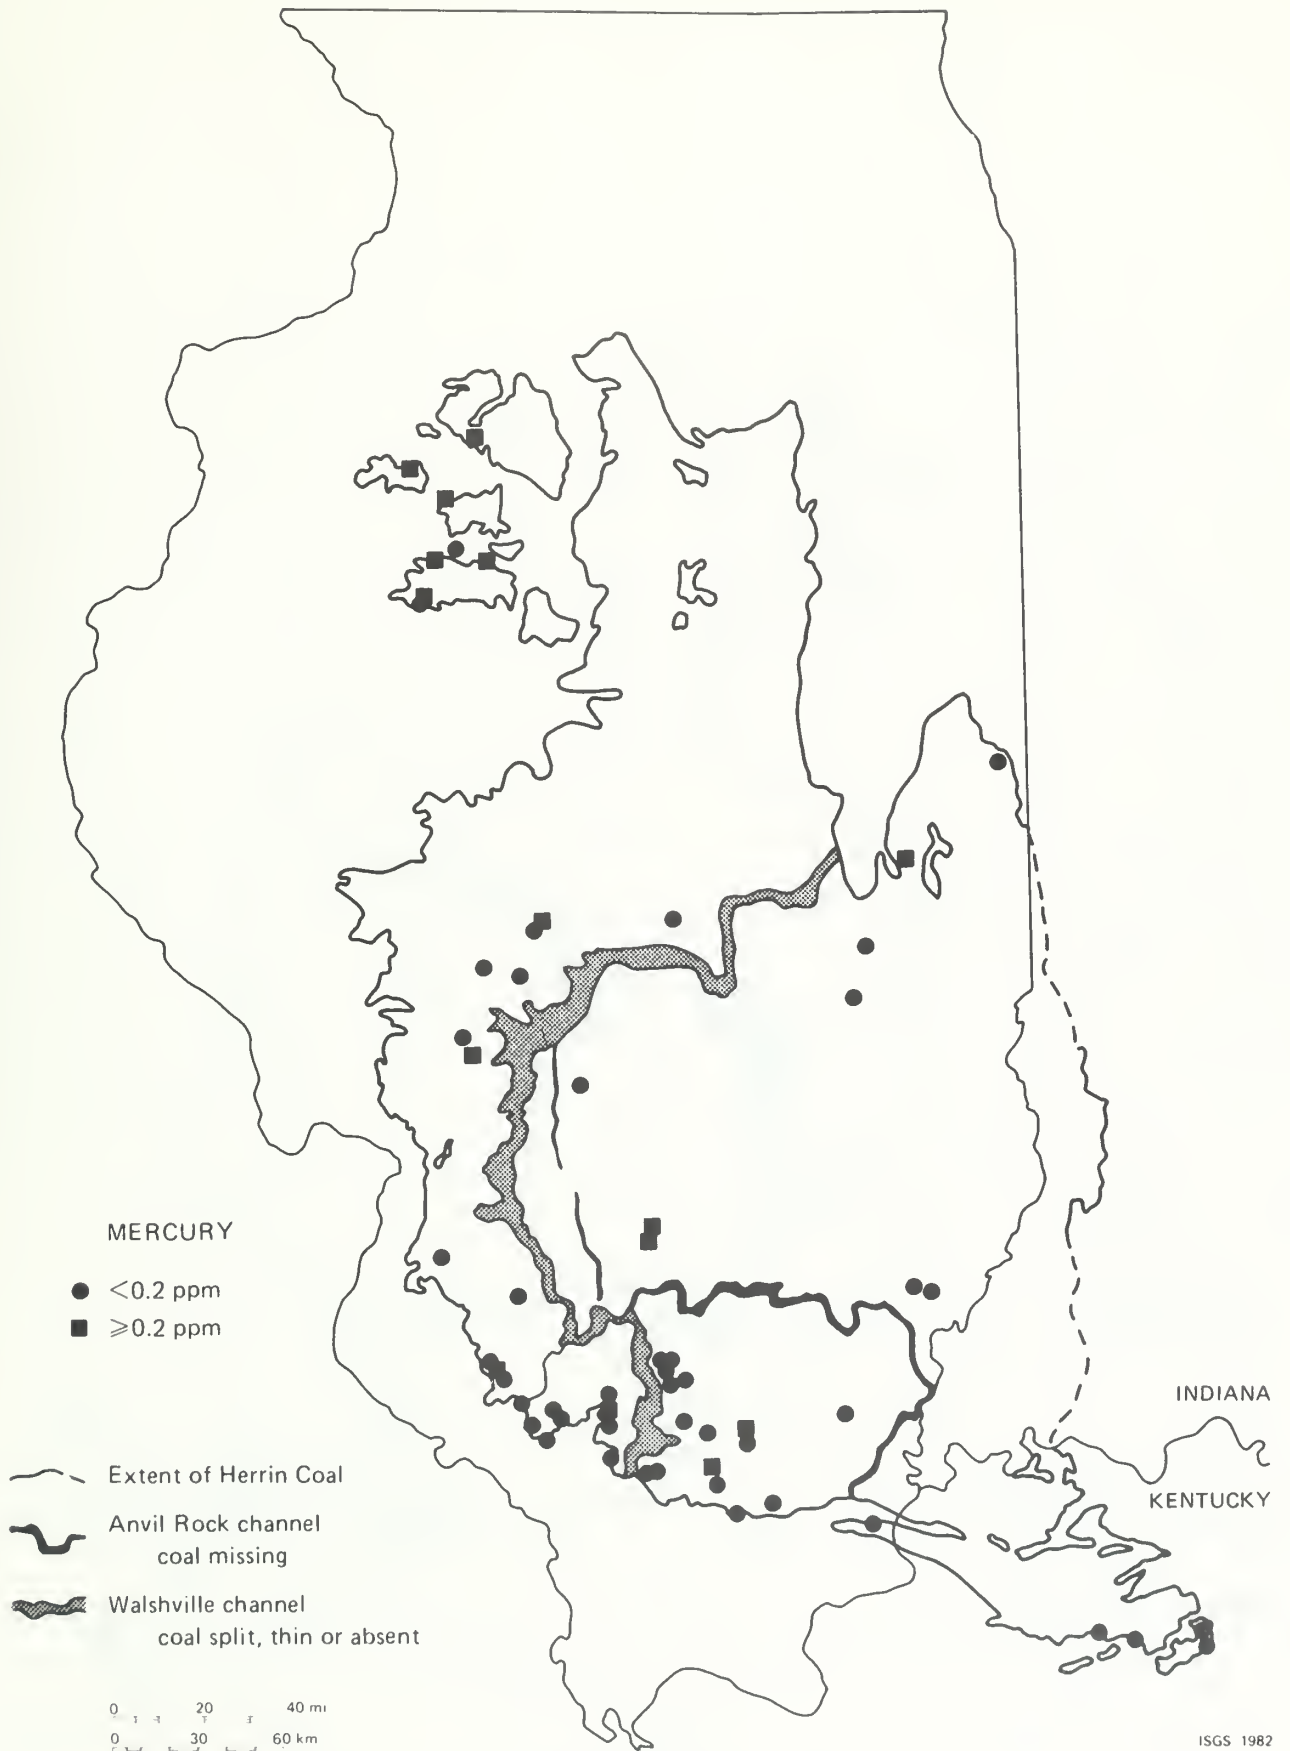 MERCURY
<0.2 ppm
≥0.2 ppm
INDIANA
KENTUCKY
Extent of Herrin Coal
Anvil Rock channel
coal missing
Walshville channel
coal split, thin or absent
0 20 40 mi
0 30 60 km
ISGS 1982